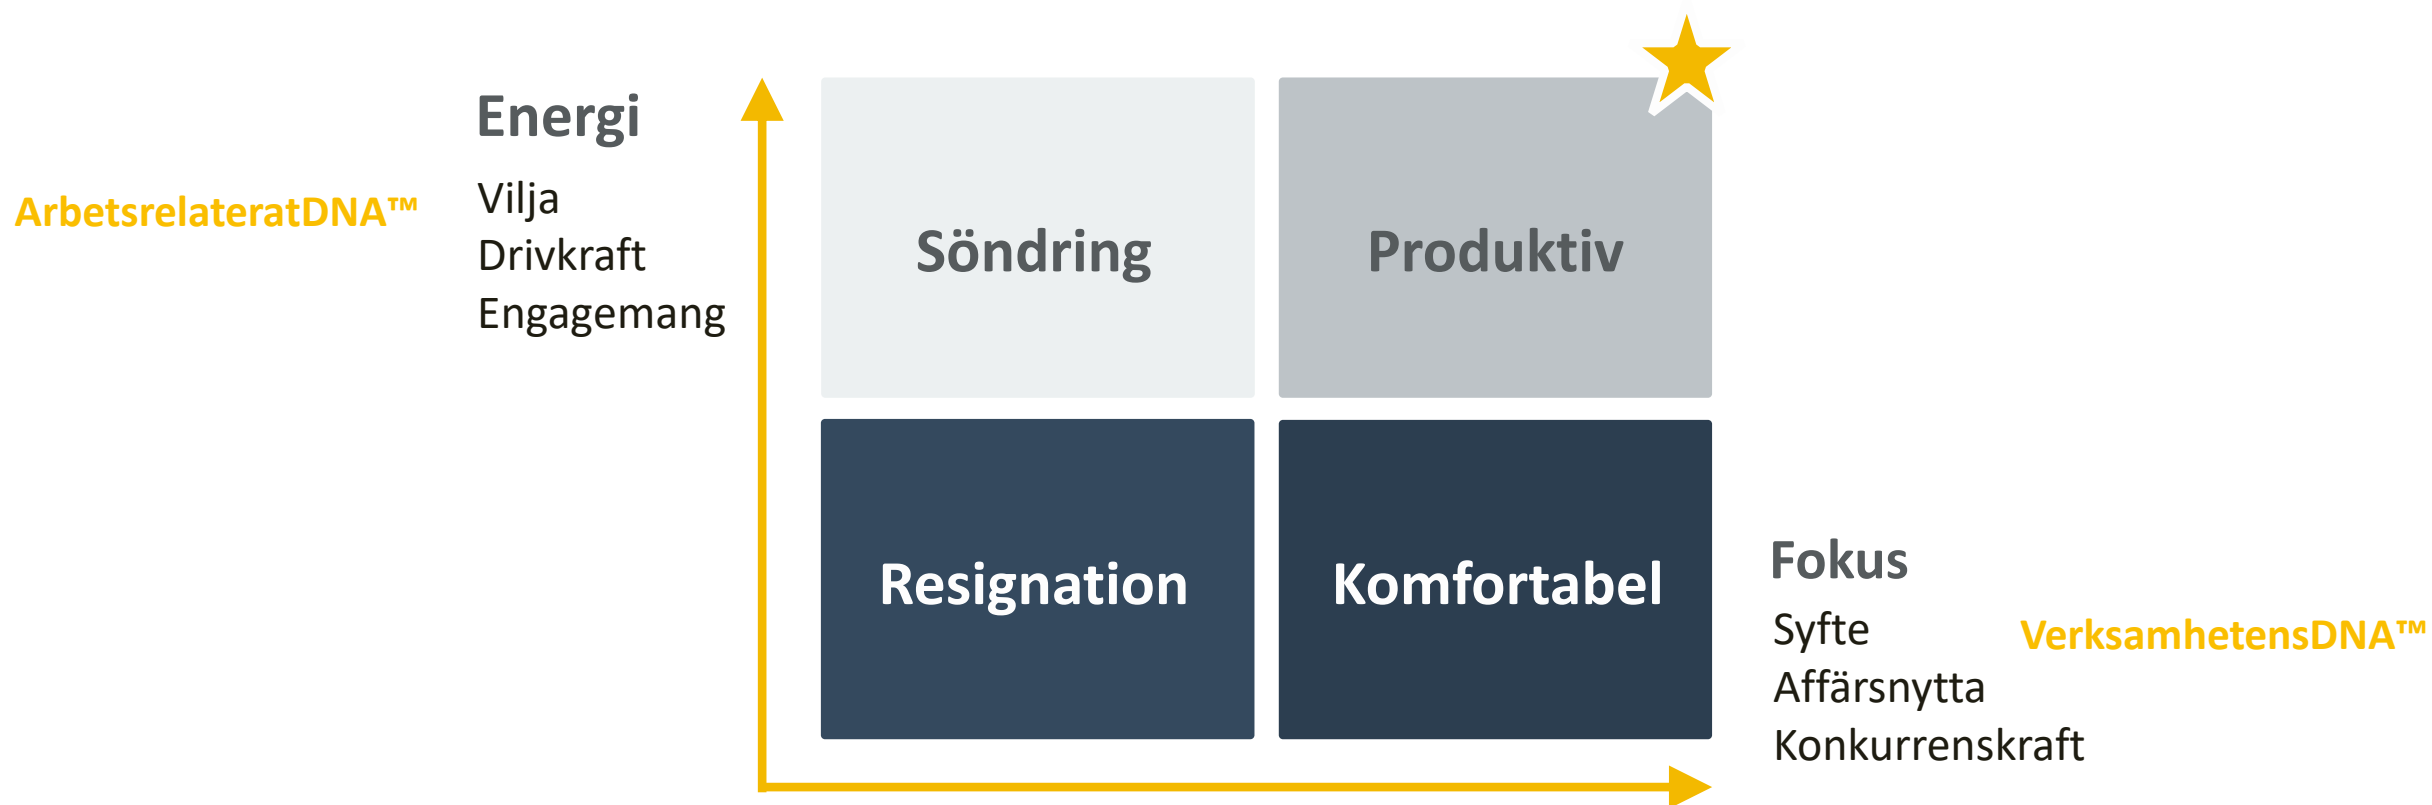 Energi
ArbetsrelateratDNA™
Vilja
Drivkraft
Engagemang
Söndring
Produktiv
Resignation
Komfortabel
Fokus
Syfte
Affärsnytta
Konkurrenskraft
VerksamhetensDNA™